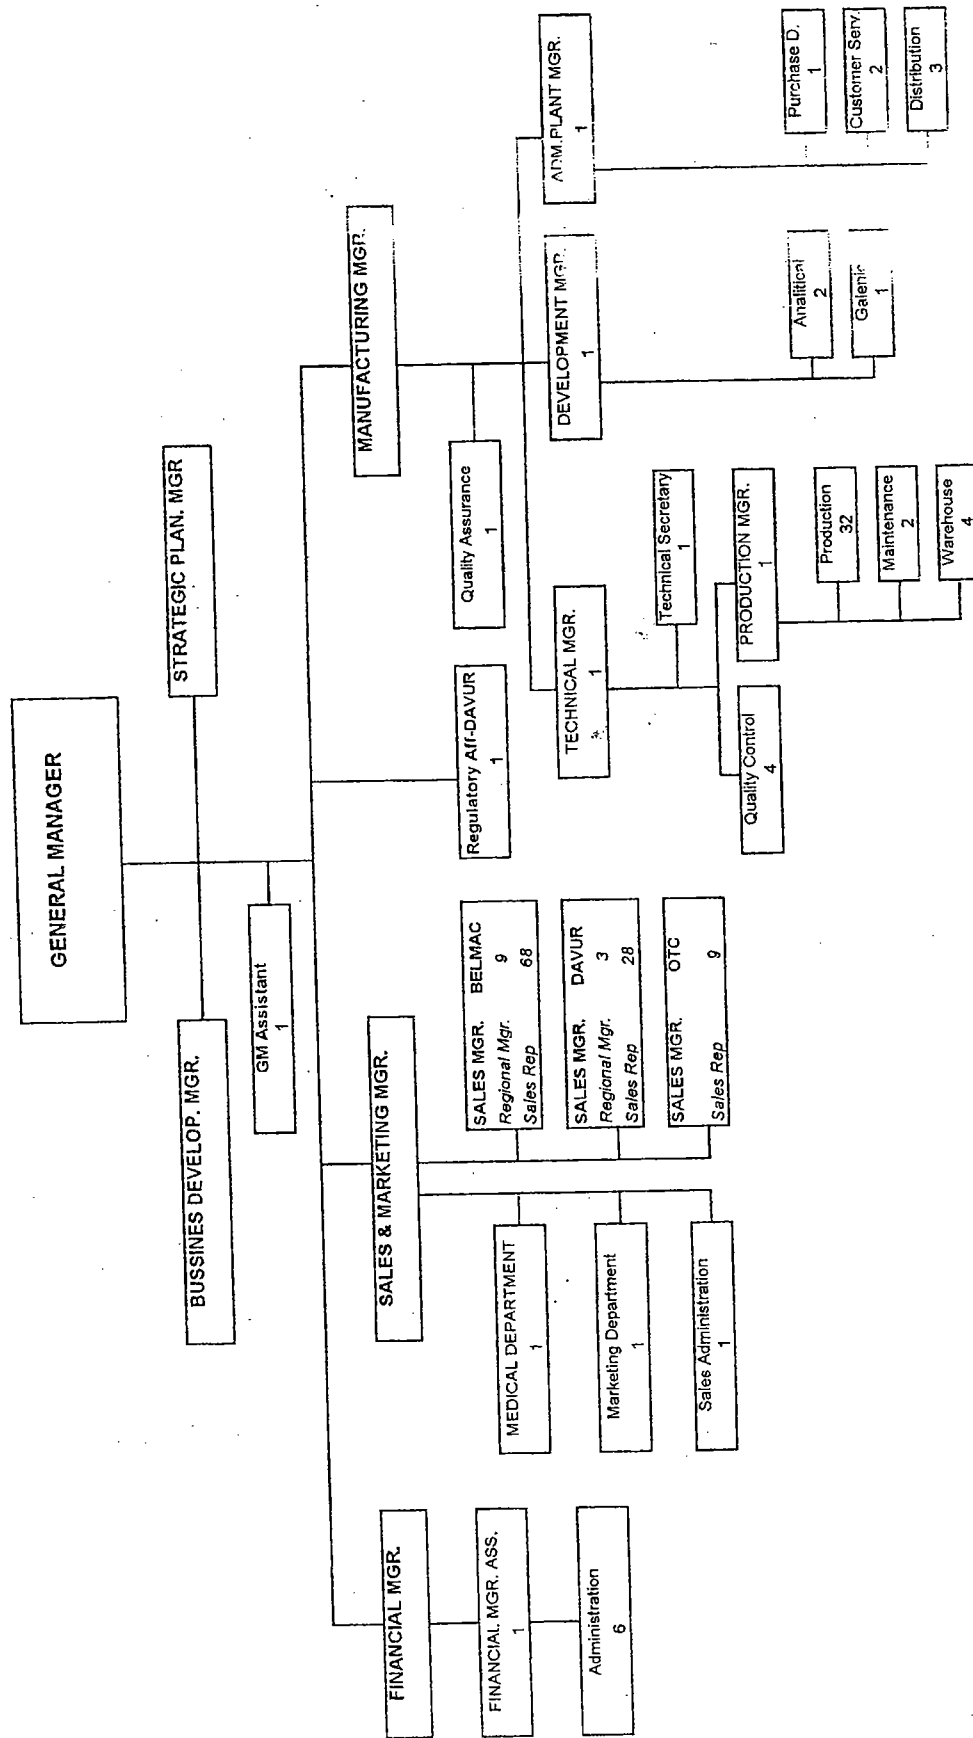 GENERAL MANAGER
BUSSINES DEVELOP. MGR.
STRATEGIC PLAN. MGR
GM Assistant
1
FINANCIAL MGR.
FINANCIAL MGR. ASS.
1
Administration
6
SALES & MARKETING MGR.
MEDICAL DEPARTMENT
1
Marketing Department
1
Sales Administration
1
SALES MGR. BELMAC
Regional Mgr. 9
Sales Rep 68
SALES MGR. DAVUR
Regional Mgr. 3
Sales Rep 28
SALES MGR. OTC
Sales Rep 9
Regulatory Aff-DAVUR
1
MANUFACTURING MGR.
Quality Assurance
1
TECHNICAL MGR.
1
Technical Secretary
1
Quality Control
4
PRODUCTION MGR.
1
Production
32
Maintenance
2
Warehouse
4
DEVELOPMENT MGR.
1
Analitical
2
Galenic
1
ADM.PLANT MGR.
1
Purchase D.
1
Customer Serv.
2
Distribution
3